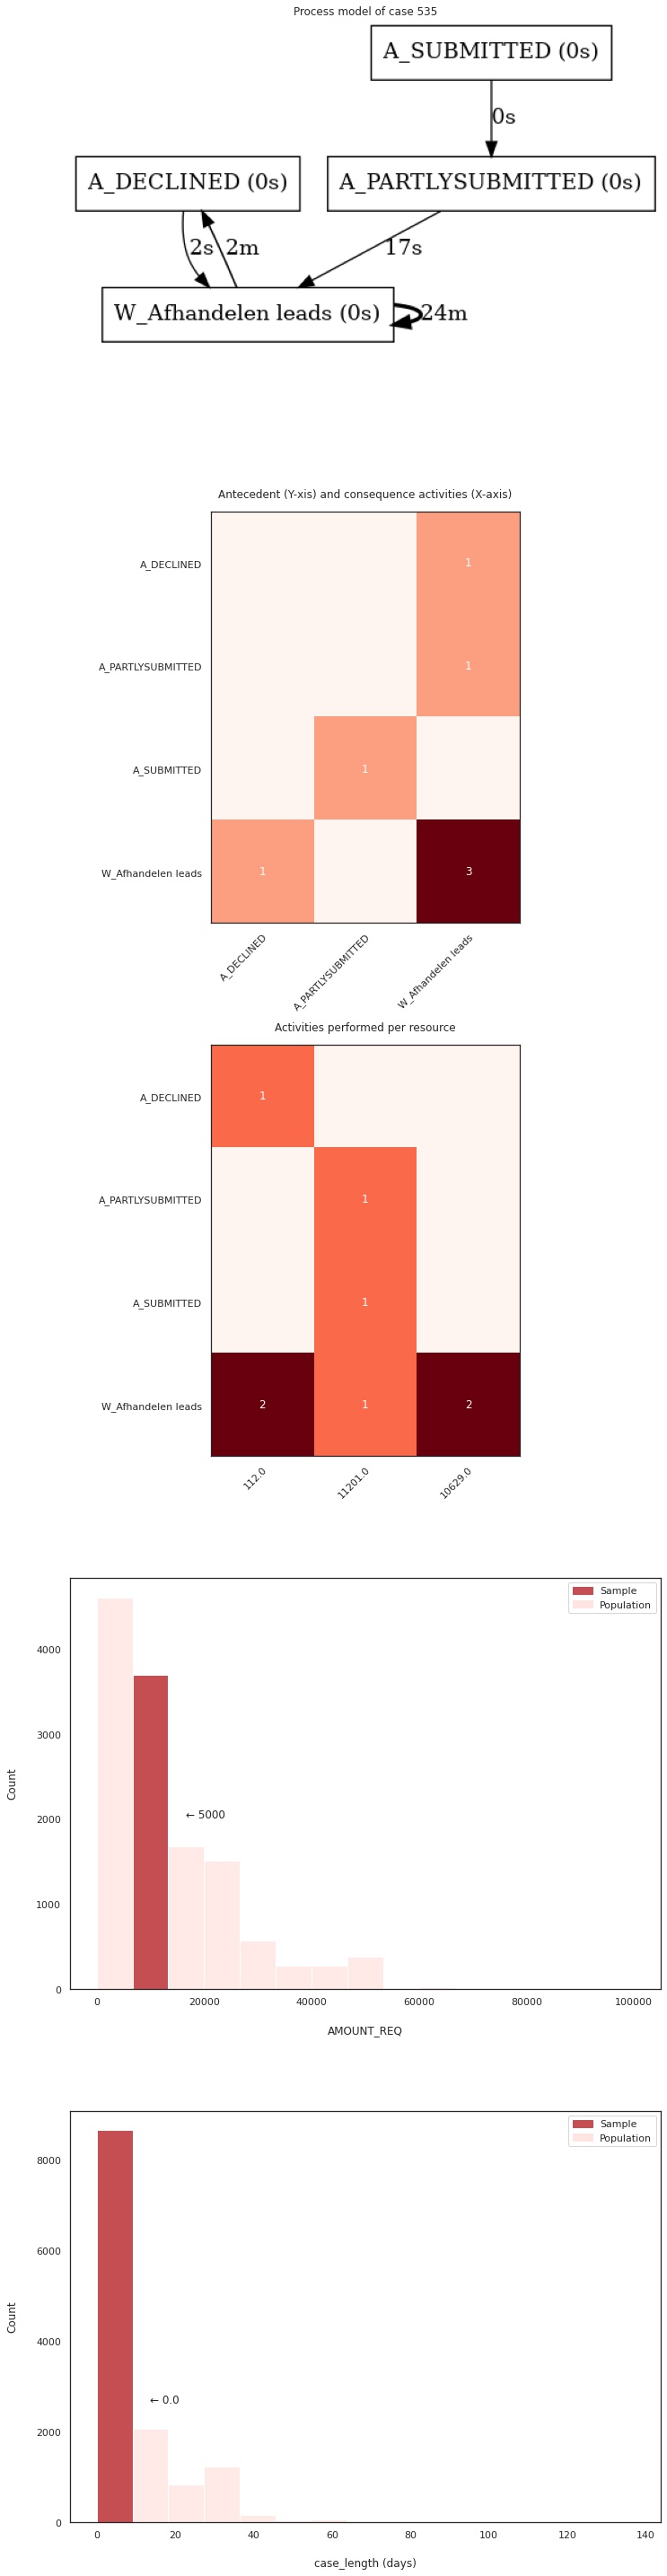 Process model of case 535
A_SUBMITTED (0s)
0s
A_DECLINED (0s)
A_PARTLYSUBMITTED (0s)
2s
2m
17s
W_Afhandelen leads (0s)
24m
Antecedent (Y-xis) and consequence activities (X-axis)
A_DECLINED
1
A_PARTLYSUBMITTED
1
A_SUBMITTED
1
W_Afhandelen leads
1
3
A_DECLINED
A_PARTLYSUBMITTED
W_Afhandelen leads
Activities performed per resource
A_DECLINED
1
A_PARTLYSUBMITTED
1
A_SUBMITTED
1
W_Afhandelen leads
2
1
2
112.0
11201.0
10629.0
Sample
Population
4000
3000
2000
1000
0
Count
← 5000
0
20000
40000
60000
80000
100000
AMOUNT_REQ
Sample
Population
8000
6000
4000
2000
0
Count
← 0.0
0
20
40
60
80
100
120
140
case_length (days)